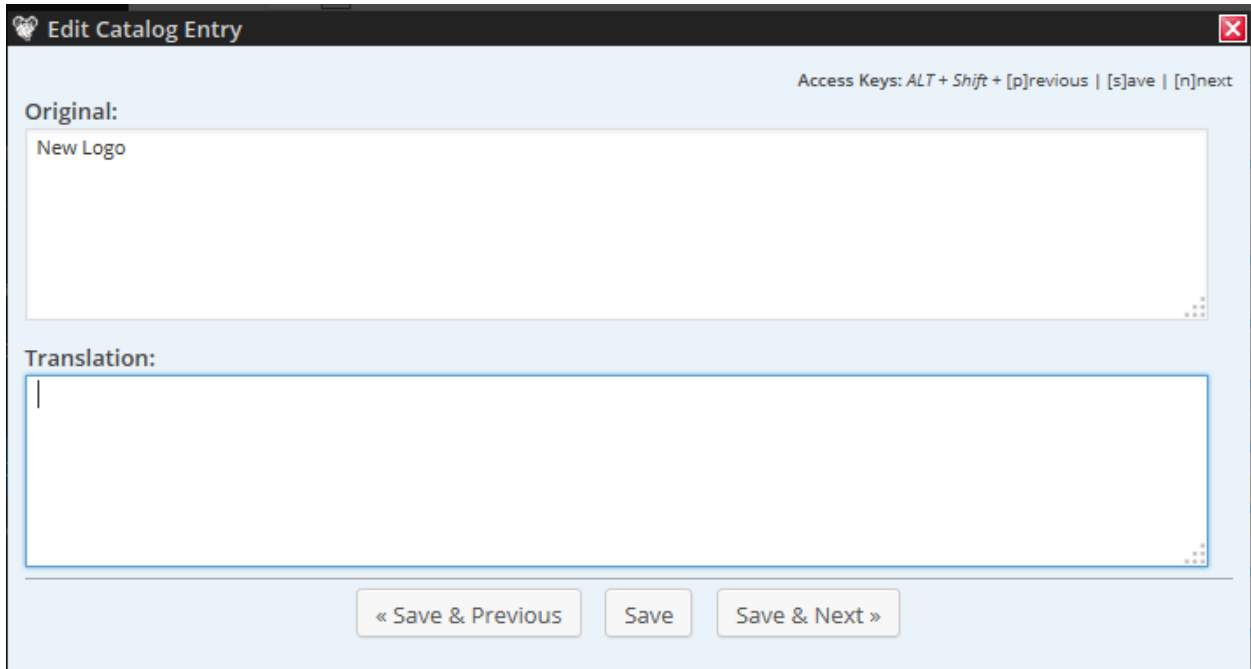 Edit Catalog Entry
Access Keys: ALT + Shift + [p]revious | [s]ave | [n]next
Original:
New Logo
Translation:
« Save & Previous
Save
Save & Next »